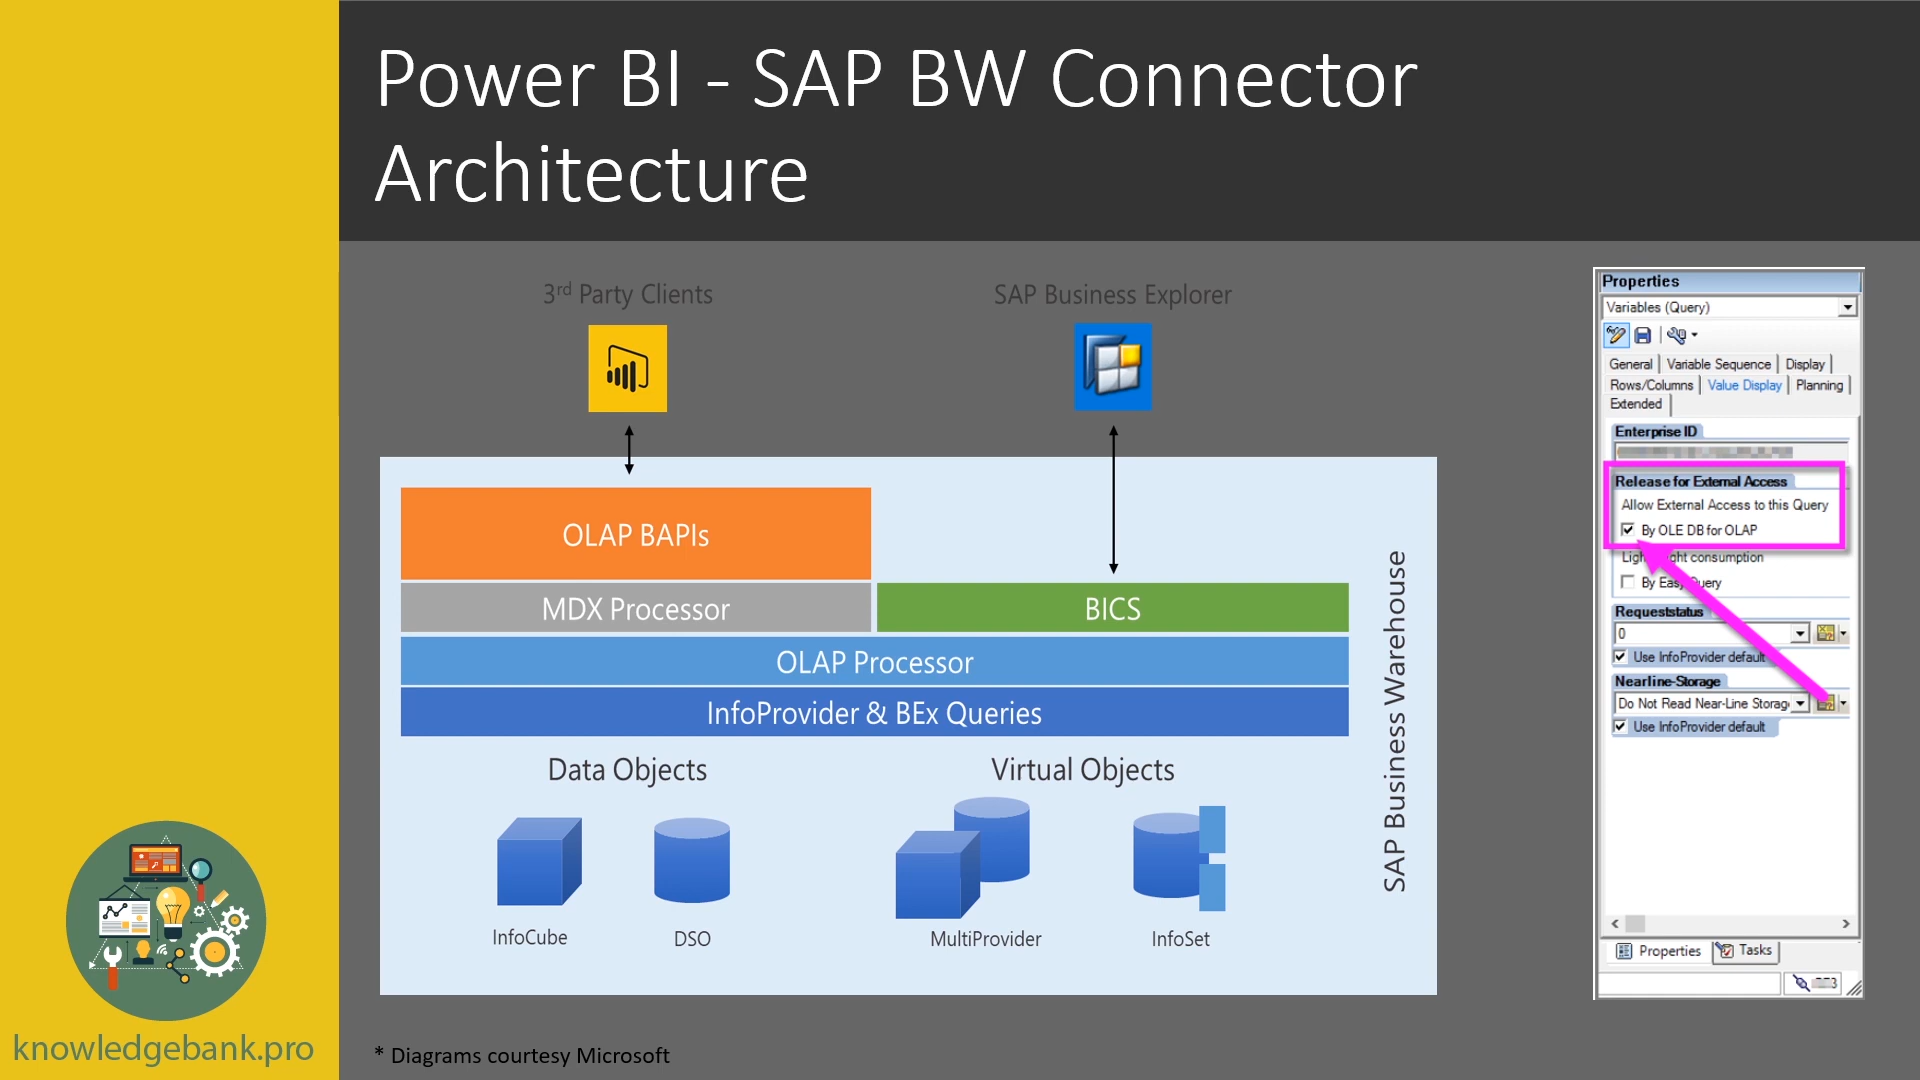 Power BI - SAP BW Connector
Architecture
3rd Party Clients
SAP Business Explorer
OLAP BAPIs
MDX Processor
BICS
OLAP Processor
InfoProvider & BEx Queries
Data Objects
Virtual Objects
InfoCube
DSO
MultiProvider
InfoSet
SAP Business Warehouse
Properties
Variables (Query)
General
Variable Sequence
Display
Rows/Columns
Value Display
Planning
Extended
Enterprise ID
Release for External Access
Allow External Access to this Query
By OLE DB for OLAP
consumption
By
Requeststatus
0
Use InfoProvider default
Nearline-Storage
Do Not Read Near-Line Storag
Use InfoProvider default
Properties
Tasks
knowledgebank.pro
* Diagrams courtesy Microsoft